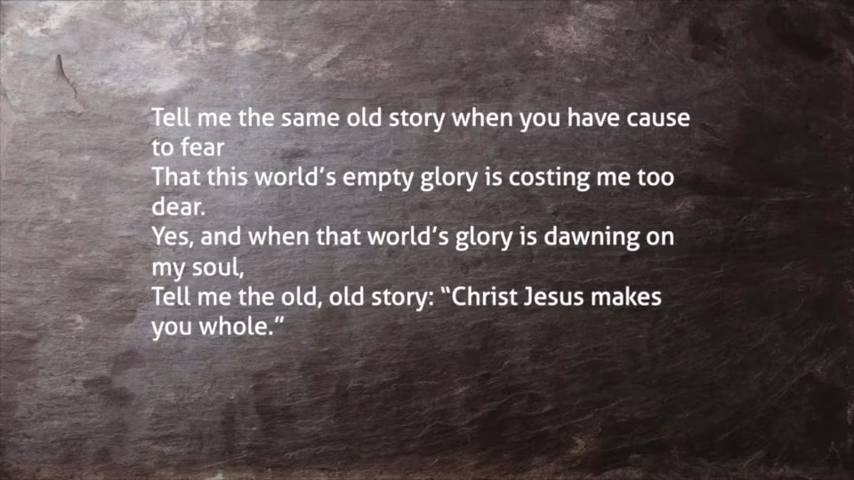 Tell me the same old story when you have cause
to fear
That this world’s empty glory is costing me too
dear.
Yes, and when that world’s glory is dawning on
my soul,
Tell me the old, old story: “Christ Jesus makes
you whole.”